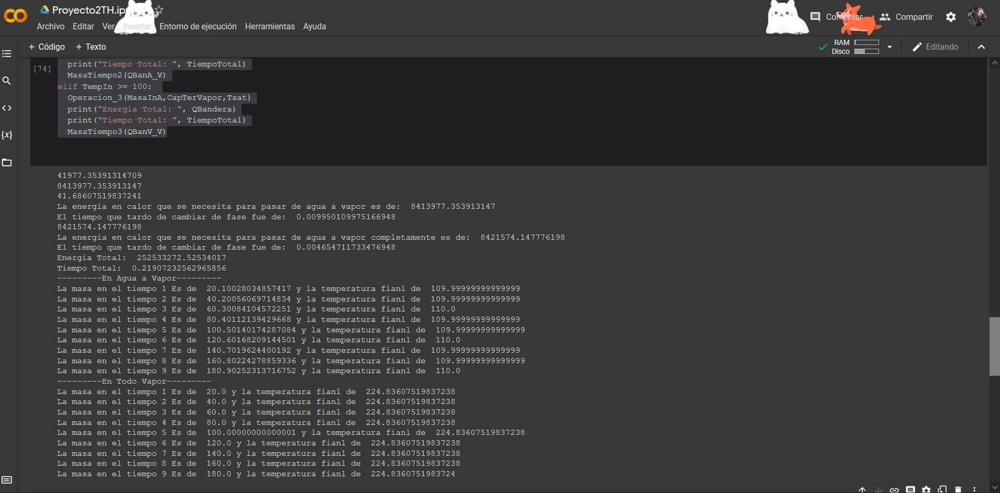 Proyecto2TH.ip
Archivo Editar Ver Insertar Entorno de ejecución Herramientas Ayuda
Comentar Compartir
+ Código + Texto
RAM
Disco
Editando
[74]
print("Tiempo Total: ", TiempoTotal)
MasaTiempo2(QBanA_V)
elif TempIn >= 100:
Operacion_3(MasaInA,CapTerVapor,Tsat)
print("Energia Total: ", QBandera)
print("Tiempo Total: ", TiempoTotal)
MasaTiempo3(QBanV_V)
41977.35391314709
8413977.353913147
41.68607519837241
La energia en calor que se necesita para pasar de agua a vapor es de:  8413977.353913147
El tiempo que tardo de cambiar de fase fue de:  0.009950109975166948
8421574.147776198
La energia en calor que se necesita para pasar de agua a vapor completamente es de:  8421574.147776198
El tiempo que tardo de cambiar de fase fue de:  0.004654711733476948
Energia Total:  252533272.52534017
Tiempo Total:  0.21907232562965856
---------En Agua a Vapor---------
La masa en el tiempo 1 Es de  20.10028034857417 y la temperatura fianl de  109.99999999999999
La masa en el tiempo 2 Es de  40.20056069714834 y la temperatura fianl de  109.99999999999999
La masa en el tiempo 3 Es de  60.30084104572251 y la temperatura fianl de  110.0
La masa en el tiempo 4 Es de  80.40112139429668 y la temperatura fianl de  109.99999999999999
La masa en el tiempo 5 Es de  100.50140174287084 y la temperatura fianl de  109.99999999999999
La masa en el tiempo 6 Es de  120.60168209144501 y la temperatura fianl de  110.0
La masa en el tiempo 7 Es de  140.7019624400192 y la temperatura fianl de  109.99999999999999
La masa en el tiempo 8 Es de  160.80224278859336 y la temperatura fianl de  109.99999999999999
La masa en el tiempo 9 Es de  180.90252313716752 y la temperatura fianl de  110.0
---------En Todo Vapor---------
La masa en el tiempo 1 Es de  20.0 y la temperatura fianl de  224.83607519837238
La masa en el tiempo 2 Es de  40.0 y la temperatura fianl de  224.83607519837238
La masa en el tiempo 3 Es de  60.0 y la temperatura fianl de  224.83607519837238
La masa en el tiempo 4 Es de  80.0 y la temperatura fianl de  224.83607519837238
La masa en el tiempo 5 Es de  100.00000000000001 y la temperatura fianl de  224.83607519837238
La masa en el tiempo 6 Es de  120.0 y la temperatura fianl de  224.83607519837238
La masa en el tiempo 7 Es de  140.0 y la temperatura fianl de  224.83607519837238
La masa en el tiempo 8 Es de  160.0 y la temperatura fianl de  224.83607519837238
La masa en el tiempo 9 Es de  180.0 y la temperatura fianl de  224.8360751983724